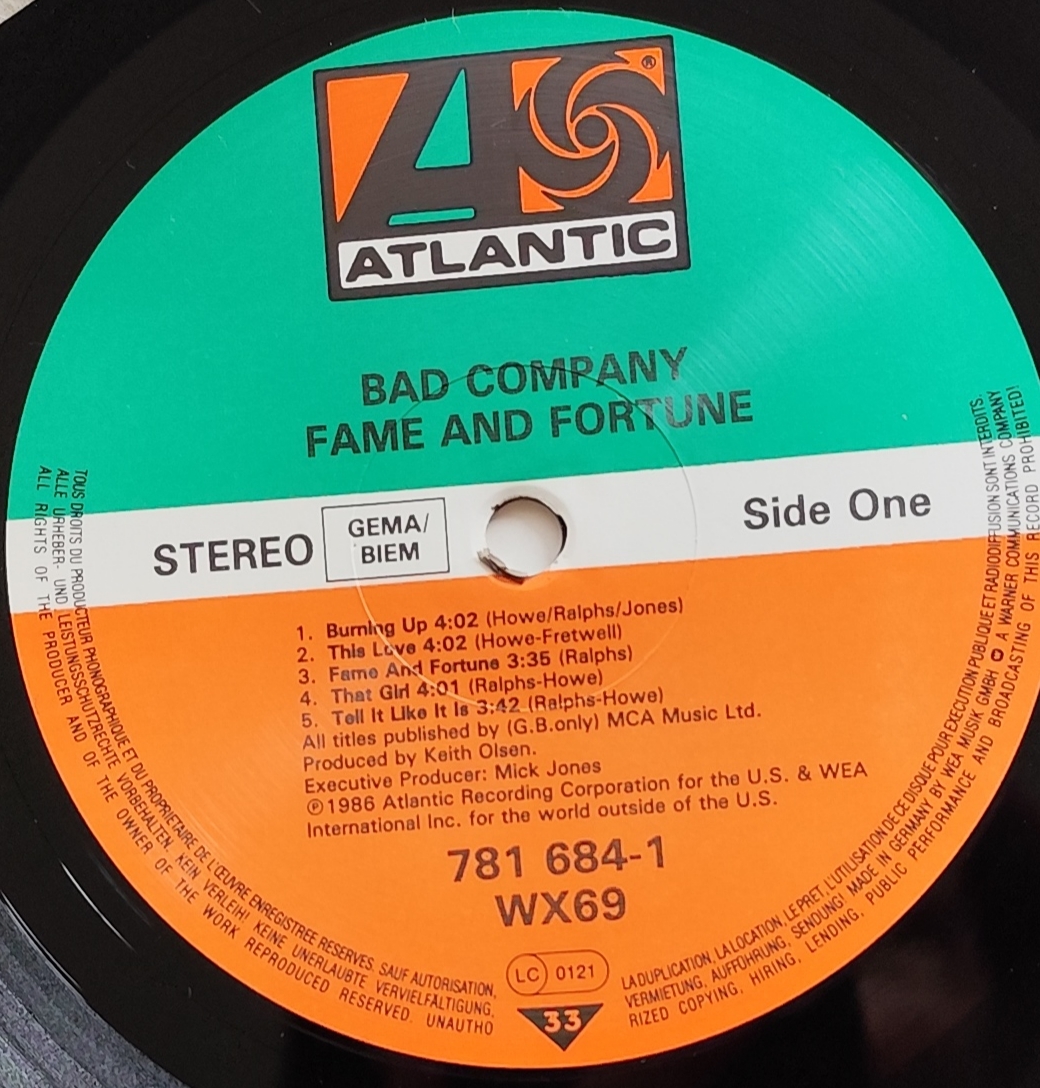 ®
ATLANTIC
BAD COMPANY
FAME AND FORTUNE
STEREO
GEMA/
BIEM
Side One
1. Burning Up 4:02 (Howe/Ralphs/Jones)
2. This Love 4:02 (Howe-Fretwell)
3. Fame And Fortune 3:35 (Ralphs)
4. That Girl 4:01 (Ralphs-Howe)
5. Tell It Like It Is 3:42 (Ralphs-Howe)
All titles published by (G.B.only) MCA Music Ltd.
Produced by Keith Olsen.
Executive Producer: Mick Jones
℗1986 Atlantic Recording Corporation for the U.S. & WEA
International Inc. for the world outside of the U.S.
781 684-1
WX69
LC 0121
33
TOUS DROITS DU PRODUCTEUR PHONOGRAPHIQUE ET DU PROPRIETAIRE DE L'ŒUVRE ENREGISTREE RESERVES. SAUF AUTORISATION,
LA DUPLICATION, LA LOCATION, LE PRET, L'UTILISATION DE CE DISQUE POUR EXECUTION PUBLIQUE ET RADIODIFFUSION SONT INTERDITS.
ALLE URHEBER- UND LEISTUNGSSCHUTZRECHTE VORBEHALTEN. KEIN VERLEIH! KEINE UNERLAUBTE VERVIELFÄLTIGUNG,
VERMIETUNG, AUFFÜHRUNG, SENDUNG! MADE IN GERMANY BY WEA MUSIK GMBH A WARNER COMMUNICATIONS COMPANY
ALL RIGHTS OF THE PRODUCER AND OF THE OWNER OF THE WORK REPRODUCED RESERVED. UNAUTHO
RIZED COPYING, HIRING, LENDING, PUBLIC PERFORMANCE AND BROADCASTING OF THIS RECORD PROHIBITED!